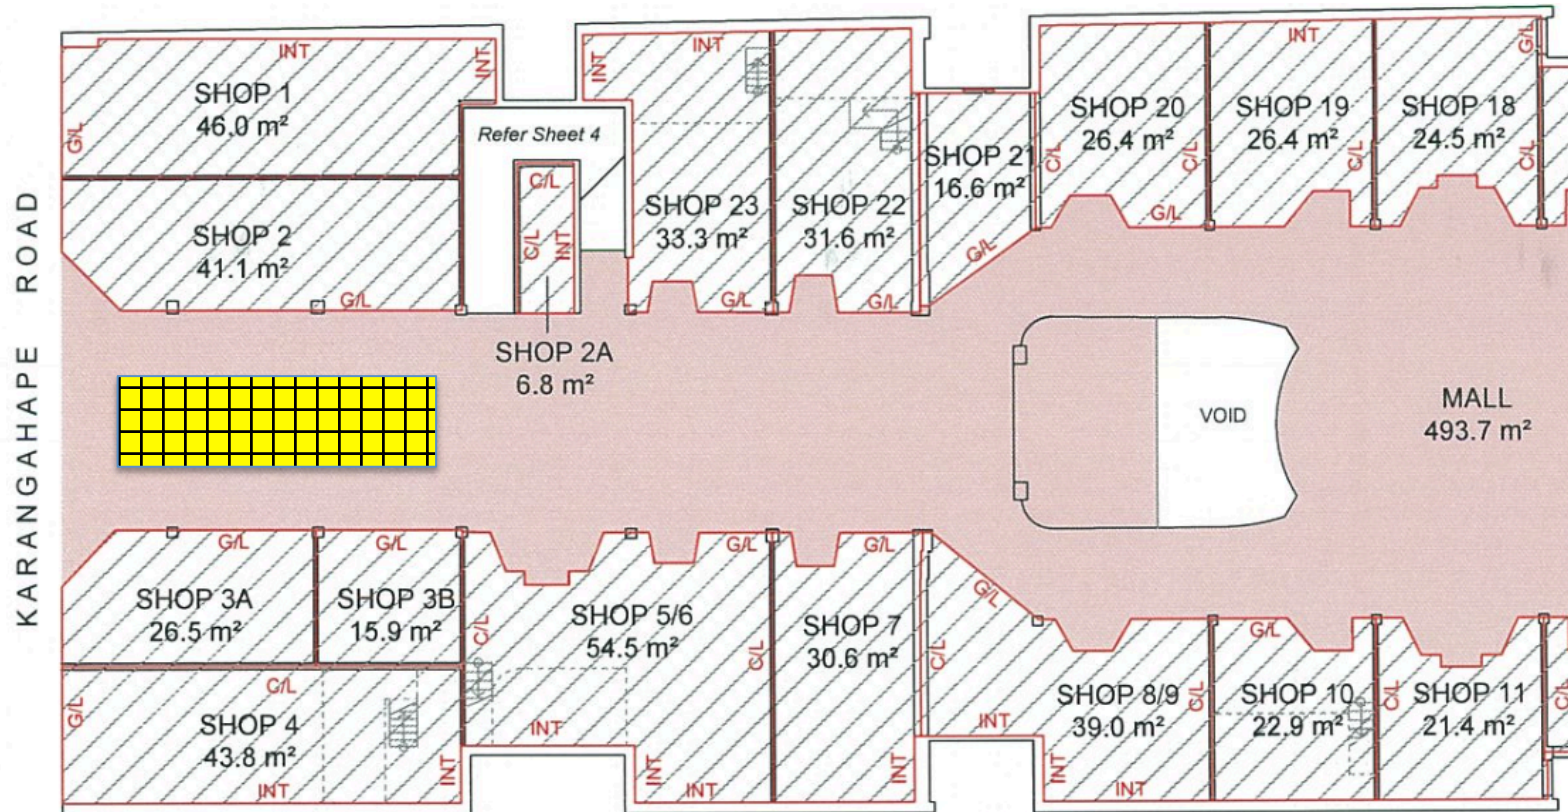 KARANGAHAPE ROAD
INT
INT
G/L
SHOP 1
46.0 m²
SHOP 2
41.1 m²
G/L
Refer Sheet 4
C/L
C/L
INT
SHOP 2A
6.8 m²
INT
INT
SHOP 23
33.3 m²
G/L
SHOP 22
31.6 m²
G/L
SHOP 21
16.6 m²
G/L
C/L
SHOP 20
26.4 m²
C/L
G/L
INT
SHOP 19
26.4 m²
C/L
SHOP 18
24.5 m²
G/L
C/L
VOID
MALL
493.7 m²
G/L
SHOP 3A
26.5 m²
G/L
SHOP 3B
15.9 m²
C/L
G/L
SHOP 4
43.8 m²
INT
INT
C/L
G/L
SHOP 5/6
54.5 m²
C/L
INT
INT
INT
G/L
SHOP 7
30.6 m²
C/L
G/L
SHOP 8/9
39.0 m²
C/L
INT
INT
INT
G/L
SHOP 10
22.9 m²
C/L
SHOP 11
21.4 m²